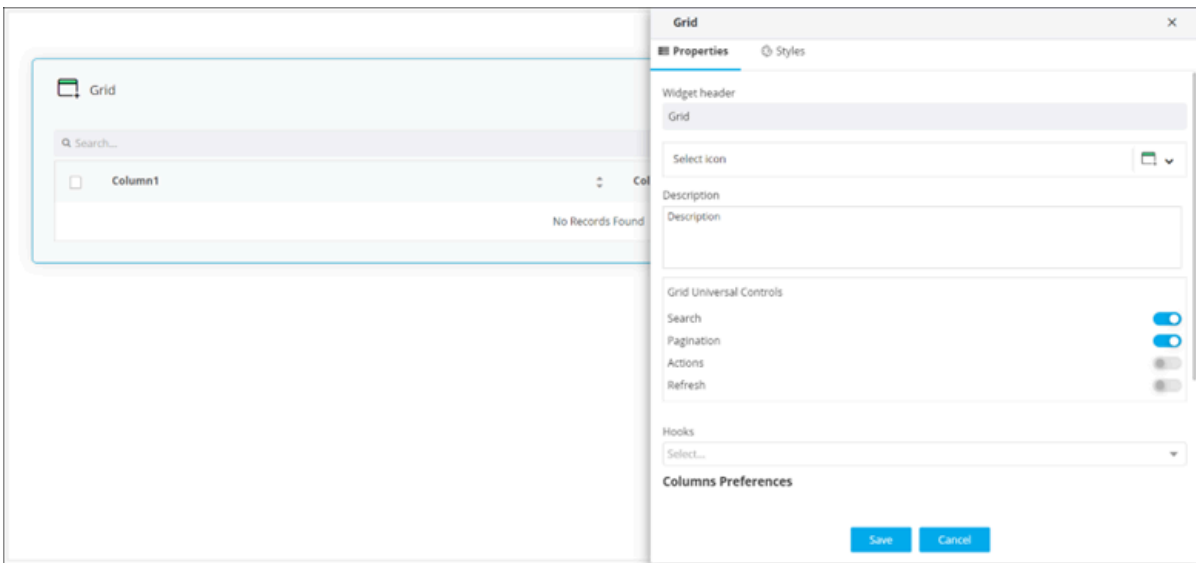 Grid
Search...
Column1
Col
No Records Found
Grid
Properties
Styles
Widget header
Grid
Select icon
Description
Description
Grid Universal Controls
Search
Pagination
Actions
Refresh
Hooks
Select...
Columns Preferences
Save Cancel